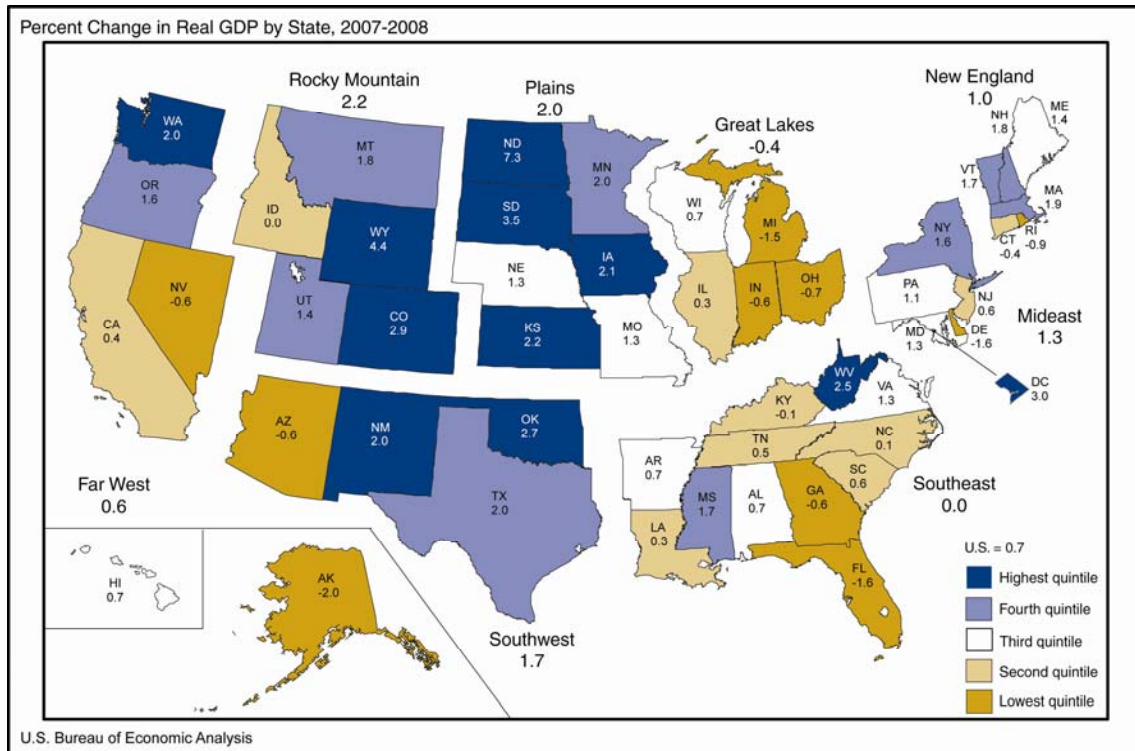 Percent Change in Real GDP by State, 2007-2008
Rocky Mountain
2.2
Plains
2.0
Great Lakes
-0.4
New England
1.0
WA
2.0
OR
1.6
CA
0.4
NV
-0.6
ID
0.0
MT
1.8
WY
4.4
UT
1.4
CO
2.9
AZ
-0.6
NM
2.0
ND
7.3
SD
3.5
NE
1.3
KS
2.2
OK
2.7
TX
2.0
MN
2.0
IA
2.1
MO
1.3
WI
0.7
MI
-1.5
IL
0.3
IN
-0.6
OH
-0.7
NH
1.8
ME
1.4
VT
1.7
MA
1.9
NY
1.6
CT
-0.4
RI
-0.9
PA
1.1
NJ
0.6
MD
1.3
DE
-1.6
Mideast
1.3
DC
3.0
WV
2.5
VA
1.3
KY
-0.1
TN
0.5
NC
0.1
SC
0.6
AR
0.7
LA
0.3
MS
1.7
AL
0.7
GA
-0.6
FL
-1.6
Southeast
0.0
Far West
0.6
HI
0.7
AK
-2.0
Southwest
1.7
U.S. = 0.7
Highest quintile
Fourth quintile
Third quintile
Second quintile
Lowest quintile
U.S. Bureau of Economic Analysis